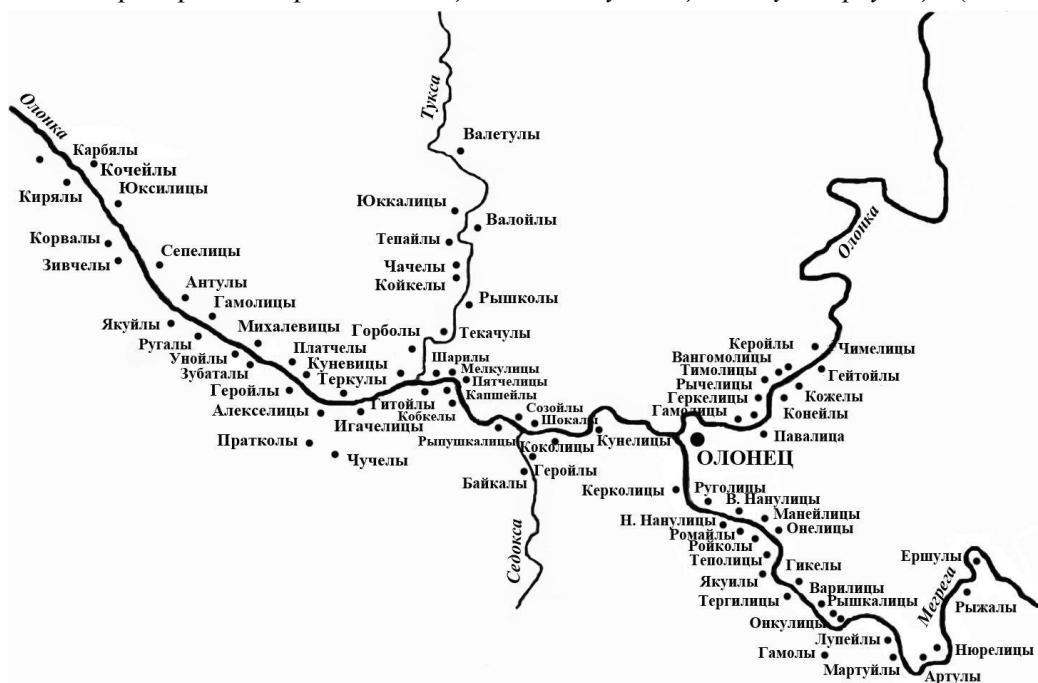 Олонка
Карбялы
Кочейлы
Кирялы
Юксилицы
Корвалы
Зивчелы
Сепелицы
Антулы
Гамолицы
Якуйлы
Ругалы
Михалевицы
Унойлы
Зубаталы
Платчелы
Куневицы
Геройлы
Теркулы
Алекселицы
Игачелицы
Пратколы
Чучелы
Тукса
Валетулы
Юккалицы
Валойлы
Тепайлы
Чачелы
Койкелы
Рышколы
Горболы
Текачулы
Шарилы
Мелкулицы
Пятчелицы
Капшейлы
Гитойлы
Кобкелы
Созойлы
Шокалы
Рыпушкалицы
Коколицы
Кунелицы
Геройлы
Байкалы
Седокса
Олонка
Керойлы
Чимелицы
Вангомолицы
Тимолицы
Гейтойлы
Рычелицы
Кожелы
Геркелицы
Конейлы
Гамолицы
Павалица
ОЛОНЕЦ
Керколицы
Руголицы
В. Нанулицы
Манейлицы
Н. Нанулицы
Онелицы
Ромайлы
Ройколы
Теполицы
Гикелы
Якуилы
Варилицы
Тергилицы
Рышкалицы
Онкулицы
Ершулы
Мегрега
Рыжалы
Лупейлы
Гамолы
Нюрелицы
Мартуйлы
Артулы